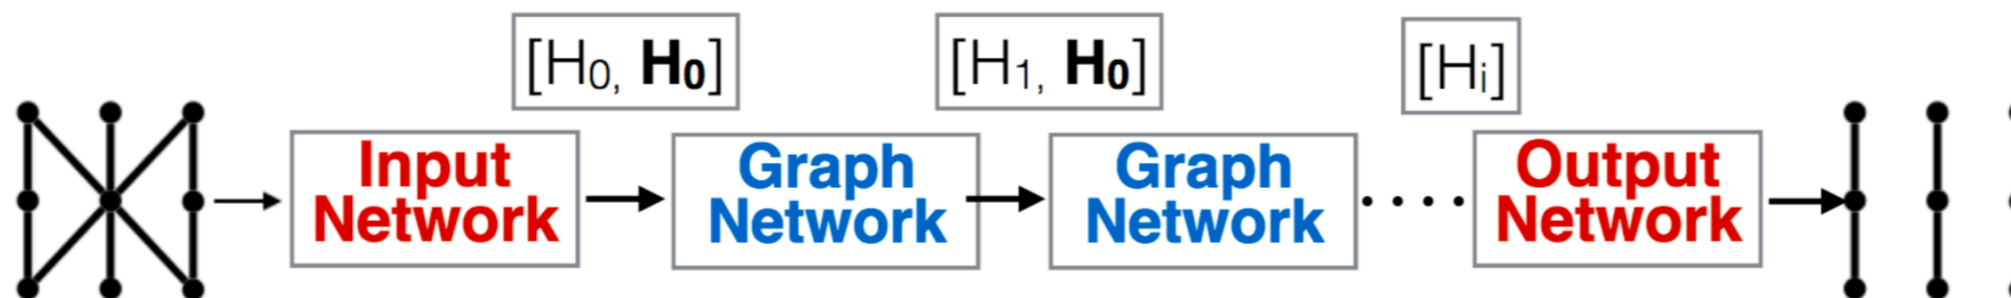 [H0, H0]
[H1, H0]
[Hi]
Input
Network
Graph
Network
Graph
Network
Output
Network